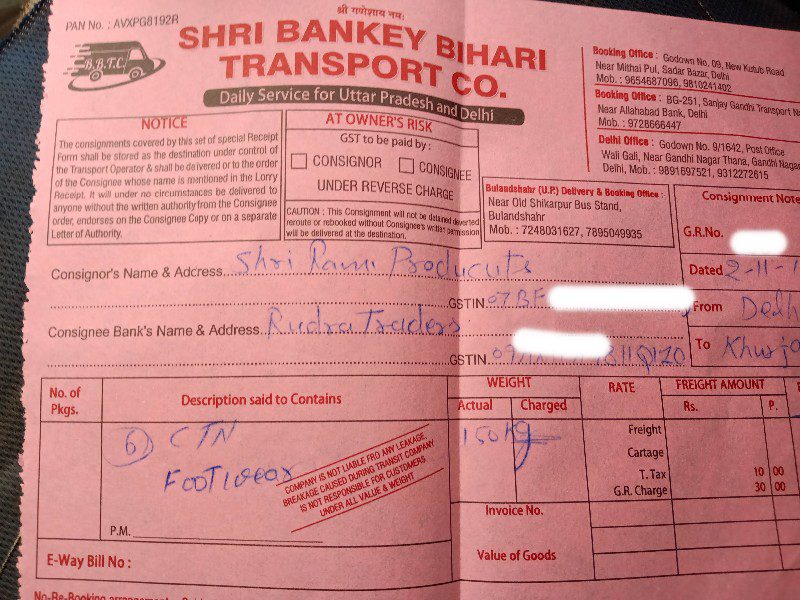 श्री गणेशाय नमः
PAN No. : AVXPG8192R
B.B.T.C.
SHRI BANKEY BIHARI
TRANSPORT CO.
Daily Service for Uttar Pradesh and Delhi
Booking Office : Godown No. 09, New Kutub Road
Near Mithai Pul, Sadar Bazar, Delhi
Mob. : 9654687096, 9810241402
Booking Office : BG-251, Sanjay Gandhi Transport N
Near Allahabad Bank, Delhi
Mob. : 9728666447
Delhi Office : Godown 9/1642, Post Office
Wali Gali, Near Gandhi Nagar Thana, Gandhi Nagar
Delhi, Mob. : 9891697521, 9312272615
NOTICE
The consignments covered by this set of special Receipt
Form shall be stored as the destination under control of
the Transport Operator & shall be delivered to or to the order
of the Consignee whose name is mentioned in the Lorry
Receipt. It will under no circumstances be delivered to
anyone without the written authority from the Consignee
order, endorses on the Consignee Copy or on a separate
Letter of Authority.
AT OWNER'S RISK
GST to be paid by :
CONSIGNOR CONSIGNEE
UNDER REVERSE CHARGE
CAUTION : This Consignment will not be detained deverted
reroute or rebooked without Consignee's written permission
will be delivered at the destination.
Bulandshahr (U.P.) Delivery & Booking Office :
Near Old Shikarpur Bus Stand,
Bulandshahr
Mob. : 7248031627, 7895049935
Consignment Note
G.R.No.
Dated 2-11-1
From Delh
To Khurja
Consignor's Name & Address Shri Ram Producuts
GSTIN 07BF
Consignee Bank's Name & Address Rudra Traders
GSTIN 09
No. of Pkgs.
Description said to Contains
WEIGHT
Actual Charged
RATE
FREIGHT AMOUNT
Rs. P.
6) CTN
FOOTWear
150 Kg
COMPANY IS NOT LIABLE FRO ANY LEAKAGE,
BREAKAGE CAUSED DURING TRANSIT COMPANY
IS NOT RESPONSIBLE FOR CUSTOMERS
UNDER ALL VALUE & WEIGHT
Freight
Cartage
T. Tax 10 00
G.R. Charge 30 00
P.M.
Invoice No.
E-Way Bill No :
Value of Goods